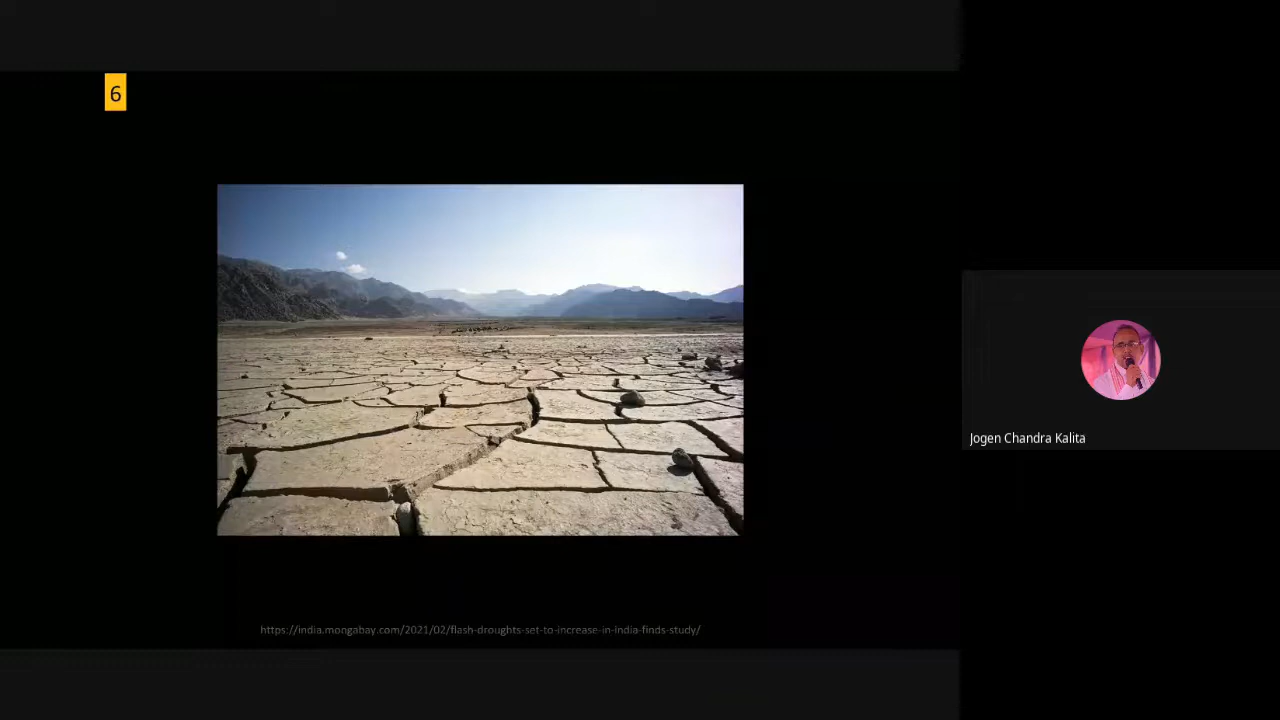 6
https://india.mongabay.com/2021/02/flash-droughts-set-to-increase-in-india-finds-study/
Jogen Chandra Kalita